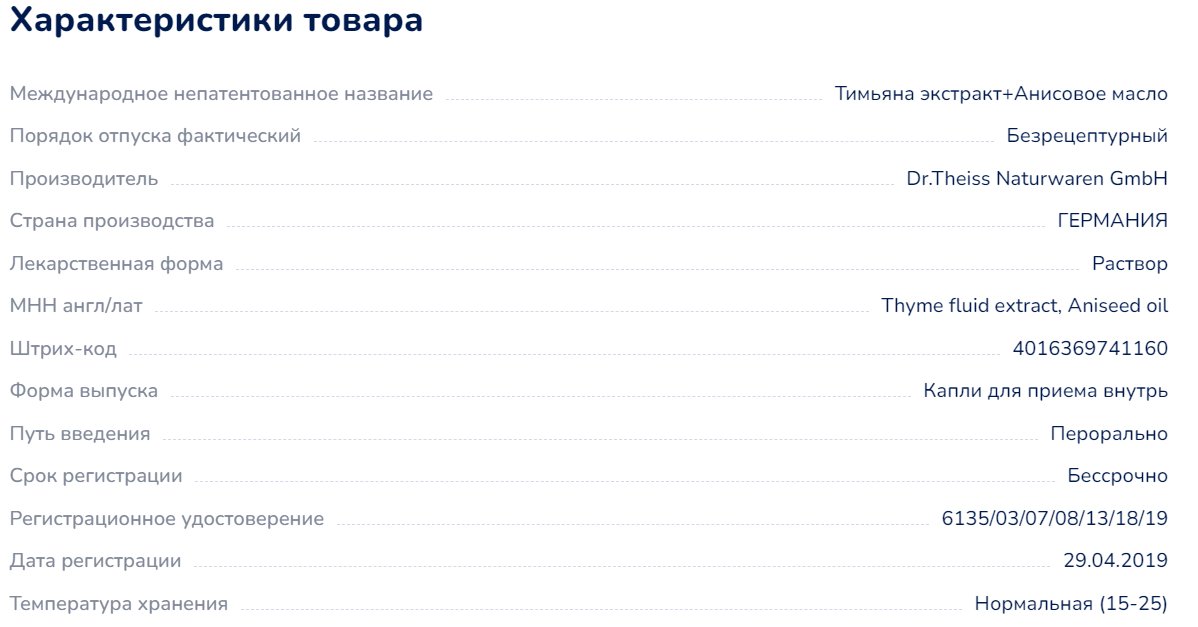 Характеристики товара
Международное непатентованное название Тимьяна экстракт+Анисовое масло
Порядок отпуска фактический Безрецептурный
Производитель Dr.Theiss Naturwaren GmbH
Страна производства ГЕРМАНИЯ
Лекарственная форма Раствор
МНН англ/лат Thyme fluid extract, Aniseed oil
Штрих-код 4016369741160
Форма выпуска Капли для приема внутрь
Путь введения Перорально
Срок регистрации Бессрочно
Регистрационное удостоверение 6135/03/07/08/13/18/19
Дата регистрации 29.04.2019
Температура хранения Нормальная (15-25)